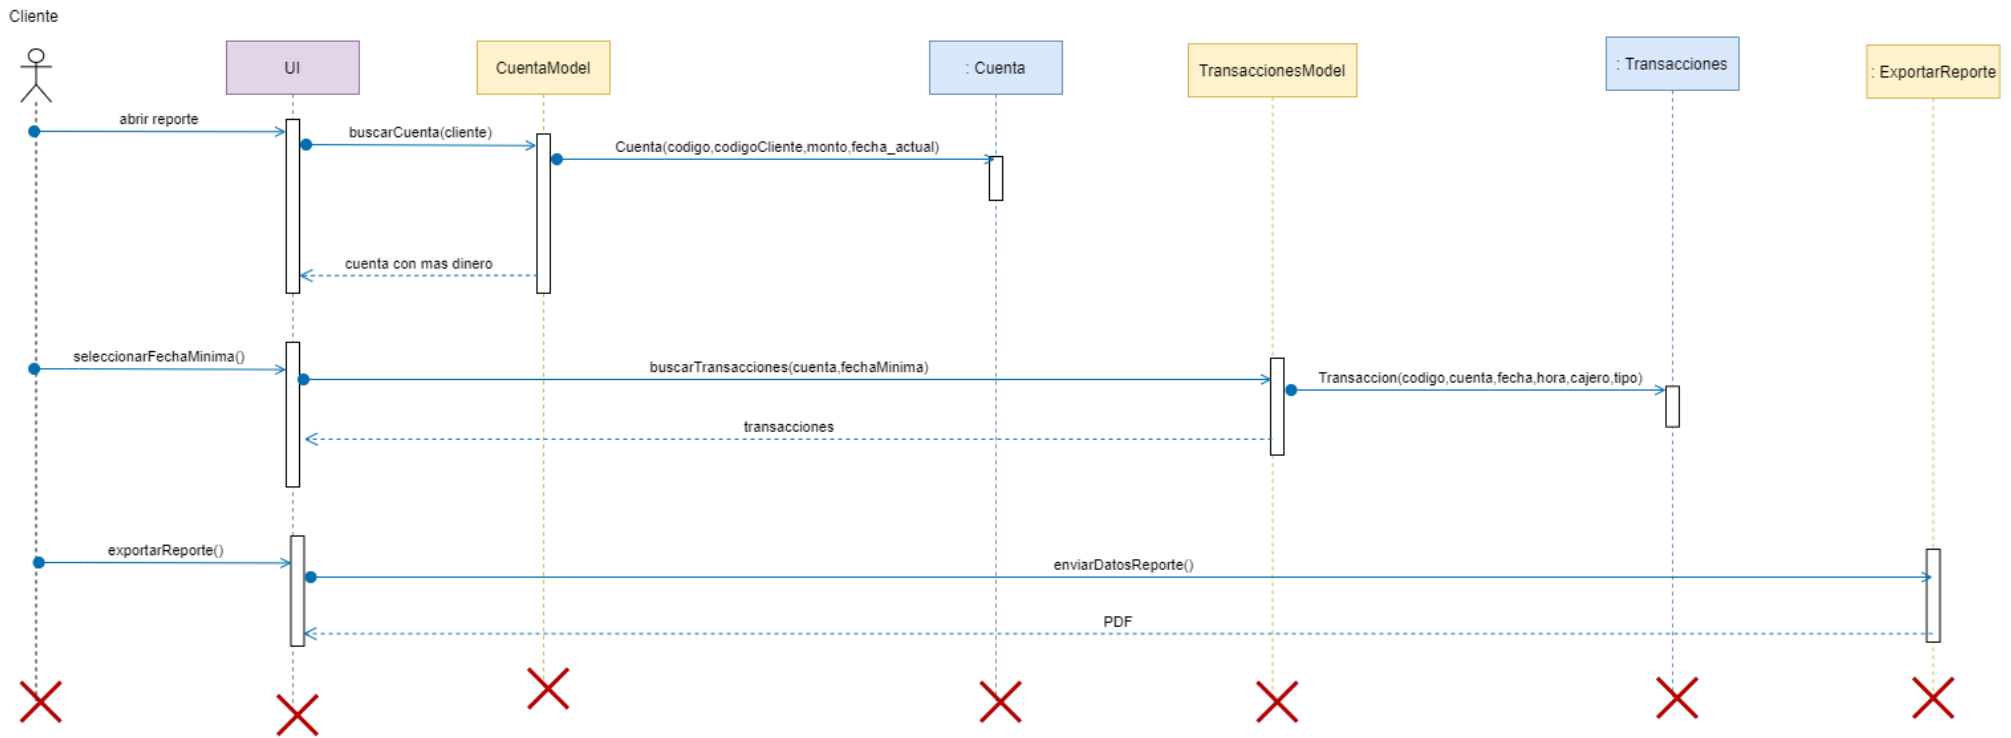 Cliente
UI
CuentaModel
: Cuenta
TransaccionesModel
: Transacciones
: ExportarReporte
abrir reporte
buscarCuenta(cliente)
Cuenta(codigo,codigoCliente,monto,fecha_actual)
cuenta con mas dinero
seleccionarFechaMinima()
buscarTransacciones(cuenta,fechaMinima)
Transaccion(codigo,cuenta,fecha,hora,cajero,tipo)
transacciones
exportarReporte()
enviarDatosReporte()
PDF